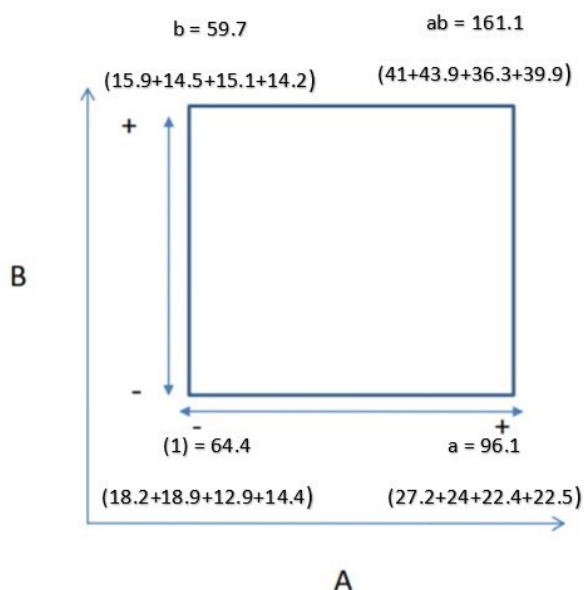 b = 59.7
ab = 161.1
(15.9+14.5+15.1+14.2)
(41+43.9+36.3+39.9)
+
B
-
-
+
(1) = 64.4
a = 96.1
(18.2+18.9+12.9+14.4)
(27.2+24+22.4+22.5)
A